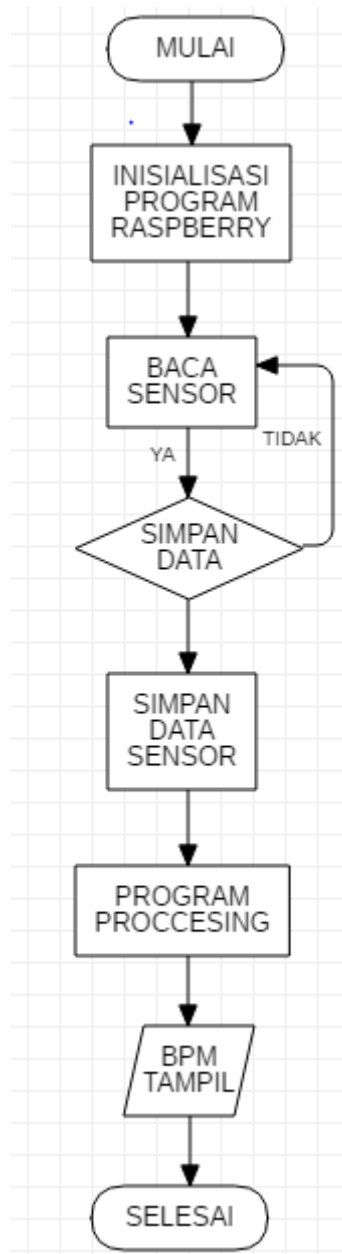 MULAI
INISIALISASI
PROGRAM
RASPBERRY
BACA
SENSOR
YA
TIDAK
SIMPAN
DATA
SIMPAN
DATA
SENSOR
PROGRAM
PROCCESING
BPM
TAMPIL
SELESAI